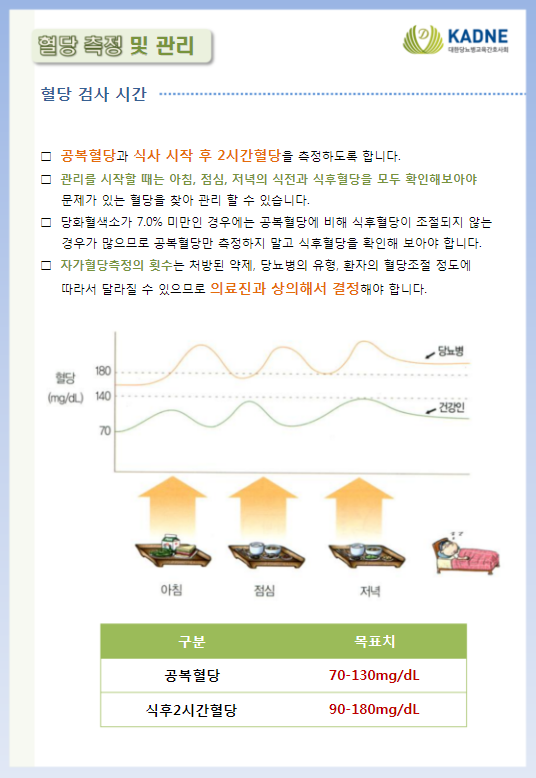 혈당 측정 및 관리
KADNE
대한당뇨병교육간호사회
혈당 검사 시간
□ 공복혈당과 식사 시작 후 2시간혈당을 측정하도록 합니다.
□ 관리를 시작할 때는 아침, 점심, 저녁의 식전과 식후혈당을 모두 확인해보아야
문제가 있는 혈당을 찾아 관리 할 수 있습니다.
□ 당화혈색소가 7.0% 미만인 경우에는 공복혈당에 비해 식후혈당이 조절되지 않는
경우가 많으므로 공복혈당만 측정하지 말고 식후혈당을 확인해 보아야 합니다.
□ 자가혈당측정의 횟수는 처방된 약제, 당뇨병의 유형, 환자의 혈당조절 정도에
따라서 달라질 수 있으므로 의료진과 상의해서 결정해야 합니다.
당뇨병
180
혈당
(mg/dL)
140
건강인
70
아침 점심 저녁
구분 목표치
공복혈당 70-130mg/dL
식후2시간혈당 90-180mg/dL